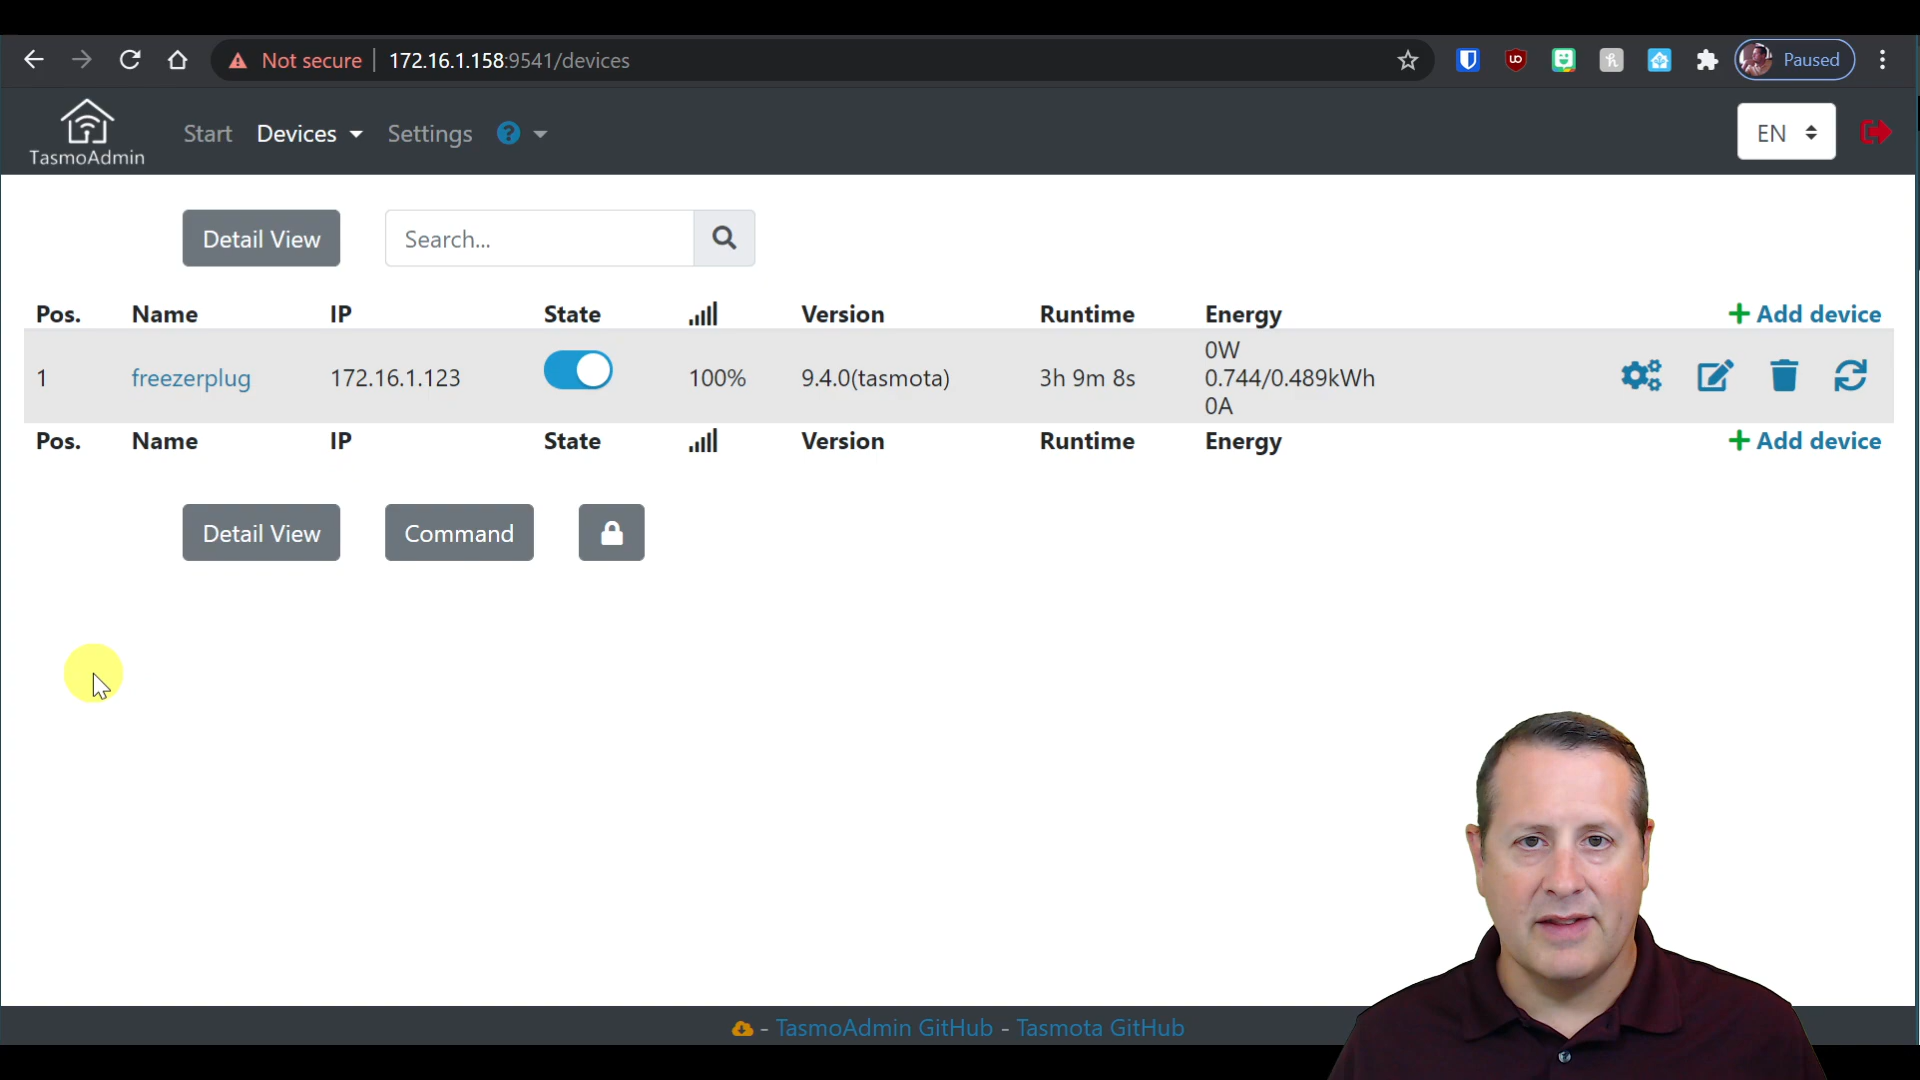 Not secure 172.16.1.158:9541/devices Paused
TasmoAdmin Start Devices Settings ? EN
Detail View Search...
Pos. Name IP State Version Runtime Energy + Add device
1 freezerplug 172.16.1.123 100% 9.4.0(tasmota) 3h 9m 8s 0W
0.744/0.489kWh
0A
Pos. Name IP State Version Runtime Energy + Add device
Detail View Command
- TasmoAdmin GitHub - Tasmota GitHub